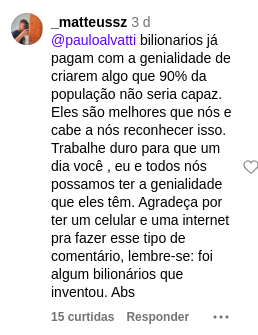 _matteussz 3 d
@pauloalvatti bilionarios já
pagam com a genialidade de
criarem algo que 90% da
população não seria capaz.
Eles são melhores que nós e
cabe a nós reconhecer isso.
Trabalhe duro para que um
dia você , eu e todos nós
possamos ter a genialidade
que eles têm. Agradeça por
ter um celular e uma internet
pra fazer esse tipo de
comentário, lembre-se: foi
algum bilionários que
inventou. Abs
15 curtidas Responder